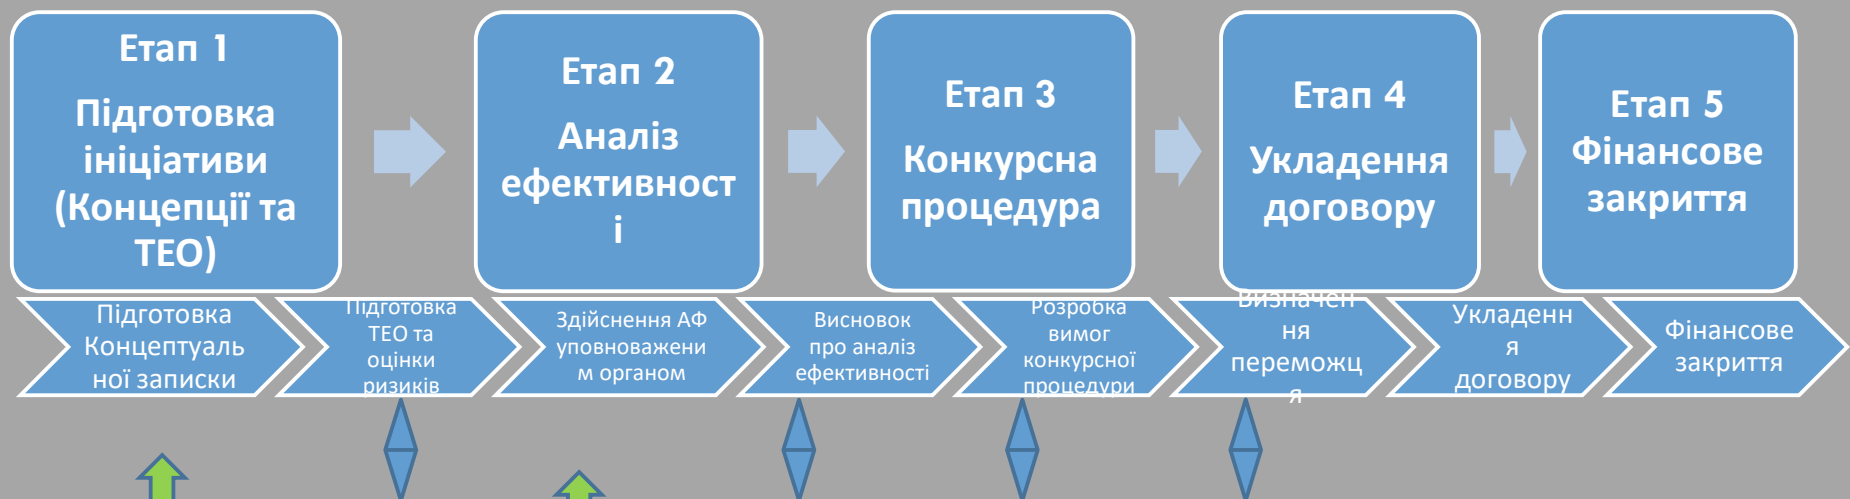 Етап 1
Підготовка
ініціативи
(Концепції та
ТЕО)
Етап 2
Аналіз
ефективност
і
Етап 3
Конкурсна
процедура
Етап 4
Укладення
договору
Етап 5
Фінансове
закриття
Підготовка
Концептуаль
ної записки
Підготовка
ТЕО та
оцінки
ризиків
Здійснення АФ
уповноважени
м органом
Висновок
про аналіз
ефективності
Розробка
вимог
конкурсної
процедури
Визначен
ня
переможц
я
Укладенн
я
договору
Фінансове
закриття